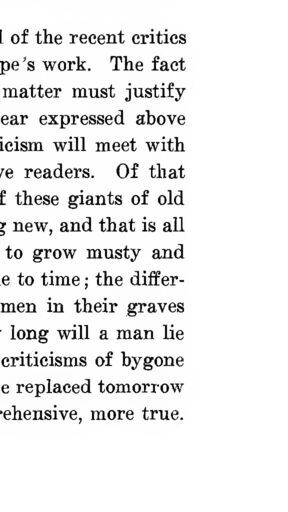 l of the recent critics
pe's work. The fact
matter must justify
ear expressed above
icism will meet with
ve readers. Of that
f these giants of old
g new, and that is all
to grow musty and
e to time; the differ-
men in their graves
long will a man lie
criticisms of bygone
e replaced tomorrow
rehensive, more true.